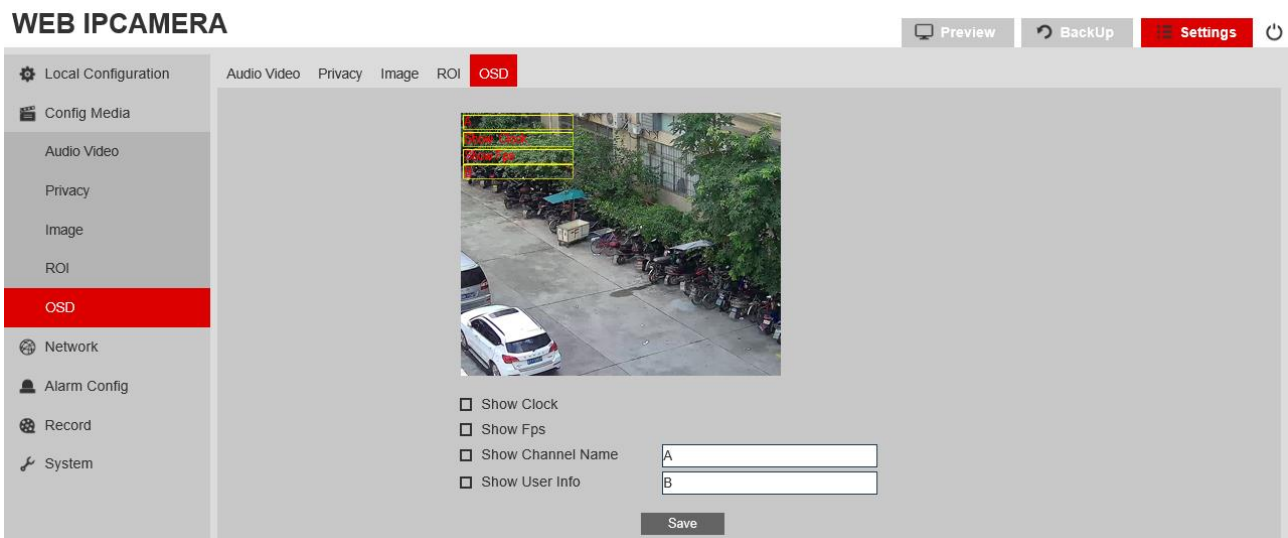 WEB IPCAMERA
Preview BackUp Settings
Local Configuration
Config Media
Audio Video
Privacy
Image
ROI
OSD
Network
Alarm Config
Record
System
Audio Video Privacy Image ROI OSD
Show Clock
Show Fps
Show Clock
Show Fps
Show Channel Name A
Show User Info B
Save